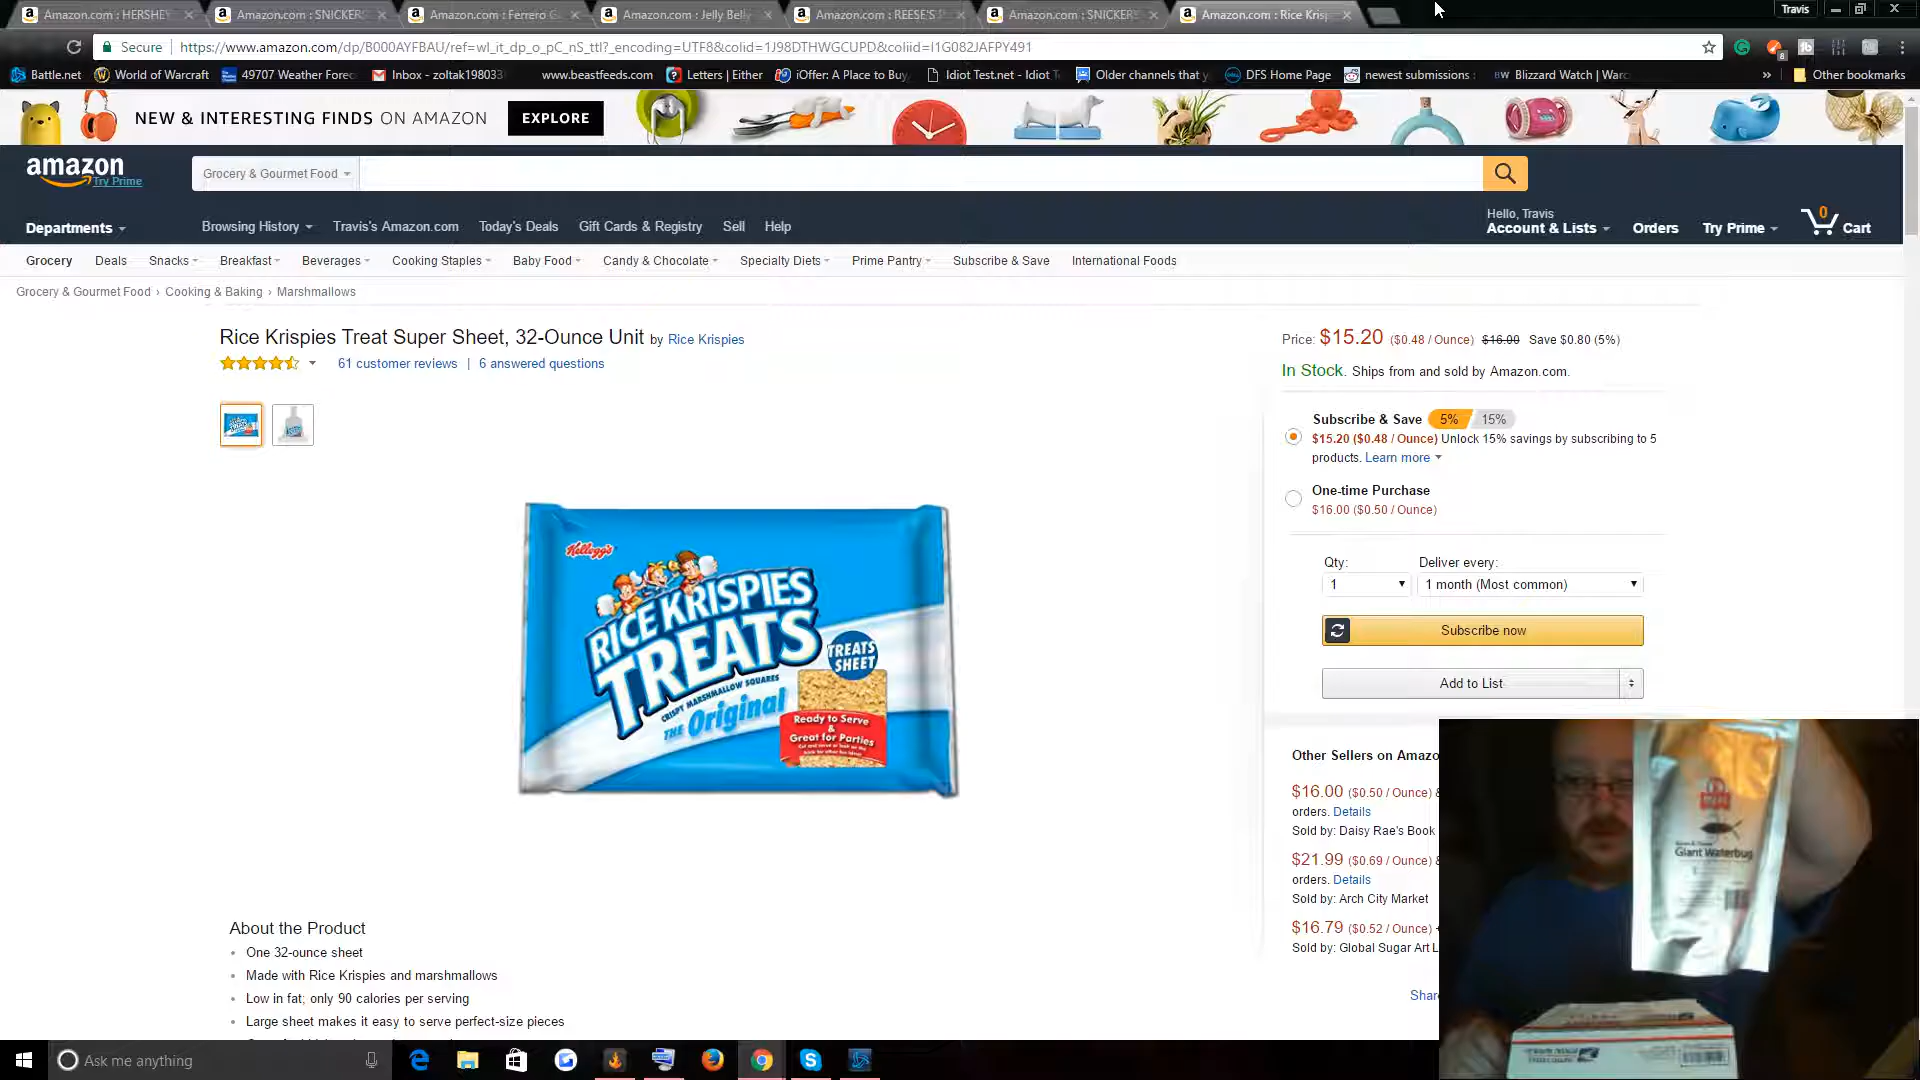 Amazon.com : HERSHEY
Amazon.com : SNICKERS
Amazon.com : Ferrero G
Amazon.com : Jelly Belly
Amazon.com : REESE'S P
Amazon.com : SNICKERS
Amazon.com : Rice Krisp
Travis
Secure
https://www.amazon.com/dp/B000AYFBAU/ref=wl_it_dp_o_pC_nS_ttl?_encoding=UTF8&colid=1J98DTHWGCUPD&coliid=I1G082JAFPY491
Battle.net
World of Warcraft
49707 Weather Forec
Inbox - zoltak198033
www.beastfeeds.com
Letters | Either
iOffer: A Place to Buy,
Idiot Test.net - Idiot T
Older channels that y
DFS Home Page
newest submissions :
BW Blizzard Watch | Warc
» Other bookmarks
NEW & INTERESTING FINDS ON AMAZON
EXPLORE
amazon
Try Prime
Grocery & Gourmet Food
Departments
Browsing History
Travis's Amazon.com
Today's Deals
Gift Cards & Registry
Sell
Help
Hello, Travis
Account & Lists
Orders
Try Prime
0
Cart
Grocery
Deals
Snacks
Breakfast
Beverages
Cooking Staples
Baby Food
Candy & Chocolate
Specialty Diets
Prime Pantry
Subscribe & Save
International Foods
Grocery & Gourmet Food › Cooking & Baking › Marshmallows
Rice Krispies Treat Super Sheet, 32-Ounce Unit by Rice Krispies
61 customer reviews | 6 answered questions
Kellogg's
RICE KRISPIES
TREATS
CRISPY MARSHMALLOW SQUARES
THE Original
TREATS
SHEET
Ready to Serve
&
Great for Parties
About the Product
• One 32-ounce sheet
• Made with Rice Krispies and marshmallows
• Low in fat; only 90 calories per serving
• Large sheet makes it easy to serve perfect-size pieces
Price: $15.20 ($0.48 / Ounce) $16.00 Save $0.80 (5%)
In Stock. Ships from and sold by Amazon.com.
Subscribe & Save 5% 15%
$15.20 ($0.48 / Ounce) Unlock 15% savings by subscribing to 5
products. Learn more
One-time Purchase
$16.00 ($0.50 / Ounce)
Qty: Deliver every:
1 1 month (Most common)
Subscribe now
Add to List
Other Sellers on Amazo
$16.00 ($0.50 / Ounce) &
orders. Details
Sold by: Daisy Rae's Book
$21.99 ($0.69 / Ounce) &
orders. Details
Sold by: Arch City Market
$16.79 ($0.52 / Ounce) +
Sold by: Global Sugar Art L
Share
Giant Waterbug
Ask me anything